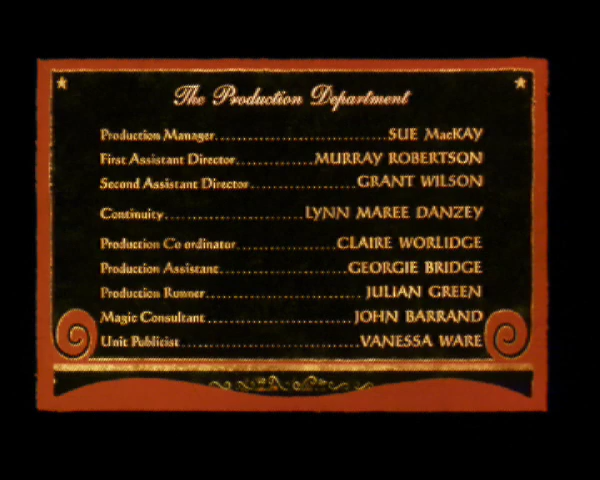 The Production Department
Production Manager..............................SUE MacKAY
First Assistant Director..............MURRAY ROBERTSON
Second Assistant Director...................GRANT WILSON
Continuity........................LYNN MAREE DANZEY
Production Co ordinator..................CLAIRE WORLIDGE
Production Assistant.......................GEORGIE BRIDGE
Production Runner............................JULIAN GREEN
Magic Consultant..........................JOHN BARRAND
Unit Publicist...............................VANESSA WARE